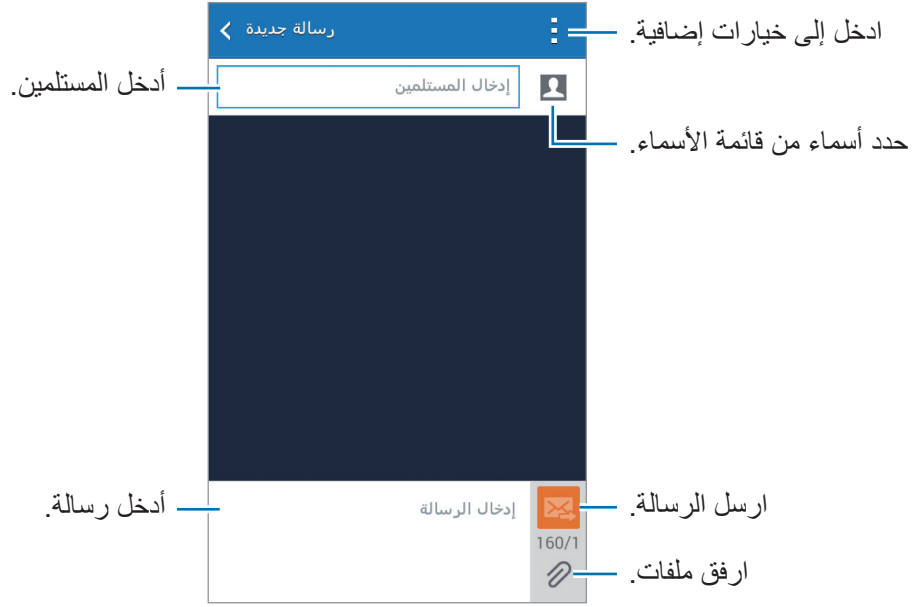 ادخل إلى خيارات إضافية.
رسالة جديدة
أدخل المستلمين.
إدخال المستلمين
حدد أسماء من قائمة الأسماء.
ارسل الرسالة.
إدخال الرسالة
أدخل رسالة.
160/1
ارفق ملفات.